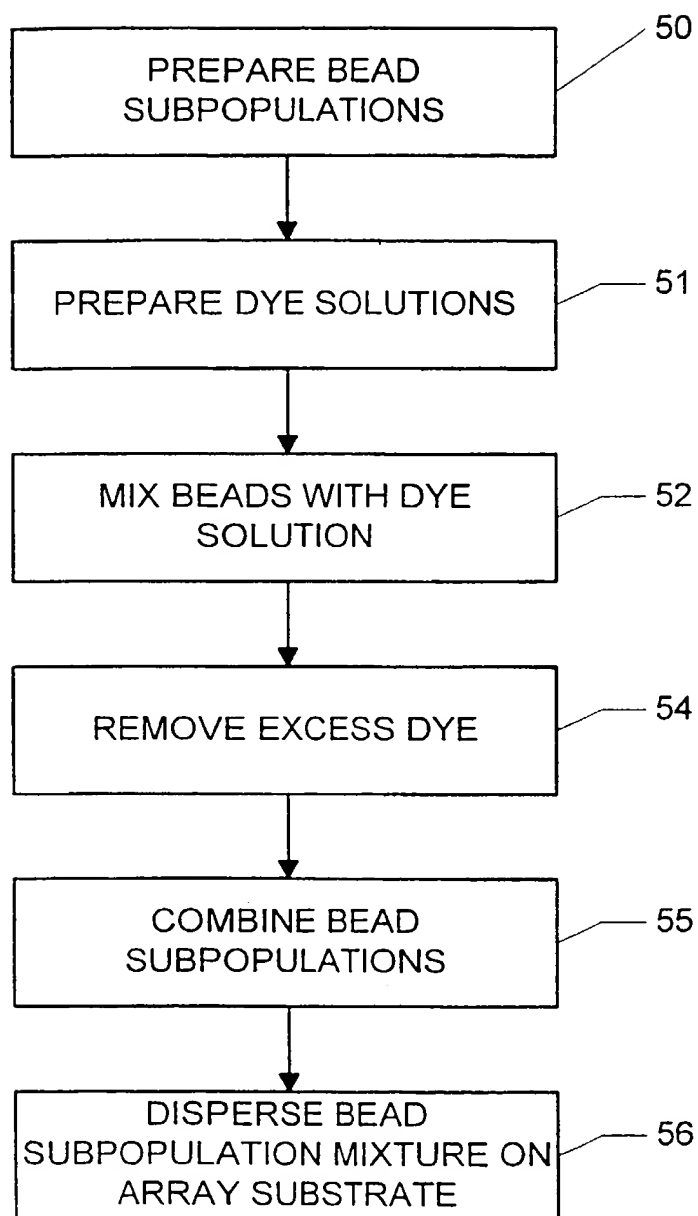 50
PREPARE BEAD
SUBPOPULATIONS
51
PREPARE DYE SOLUTIONS
MIX BEADS WITH DYE
SOLUTION
52
REMOVE EXCESS DYE
54
COMBINE BEAD
SUBPOPULATIONS
55
DISPERSE BEAD
SUBPOPULATION MIXTURE ON
ARRAY SUBSTRATE
56